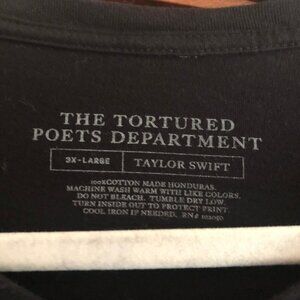 THE TORTURED
POETS DEPARTMENT
3X-LARGE
TAYLOR SWIFT
100%COTTON MADE HONDURAS.
MACHINE WASH WARM WITH LIKE COLORS.
DO NOT BLEACH. TUMBLE DRY LOW.
TURN INSIDE OUT TO PROTECT PRINT.
COOL IRON IF NEEDED. RN#